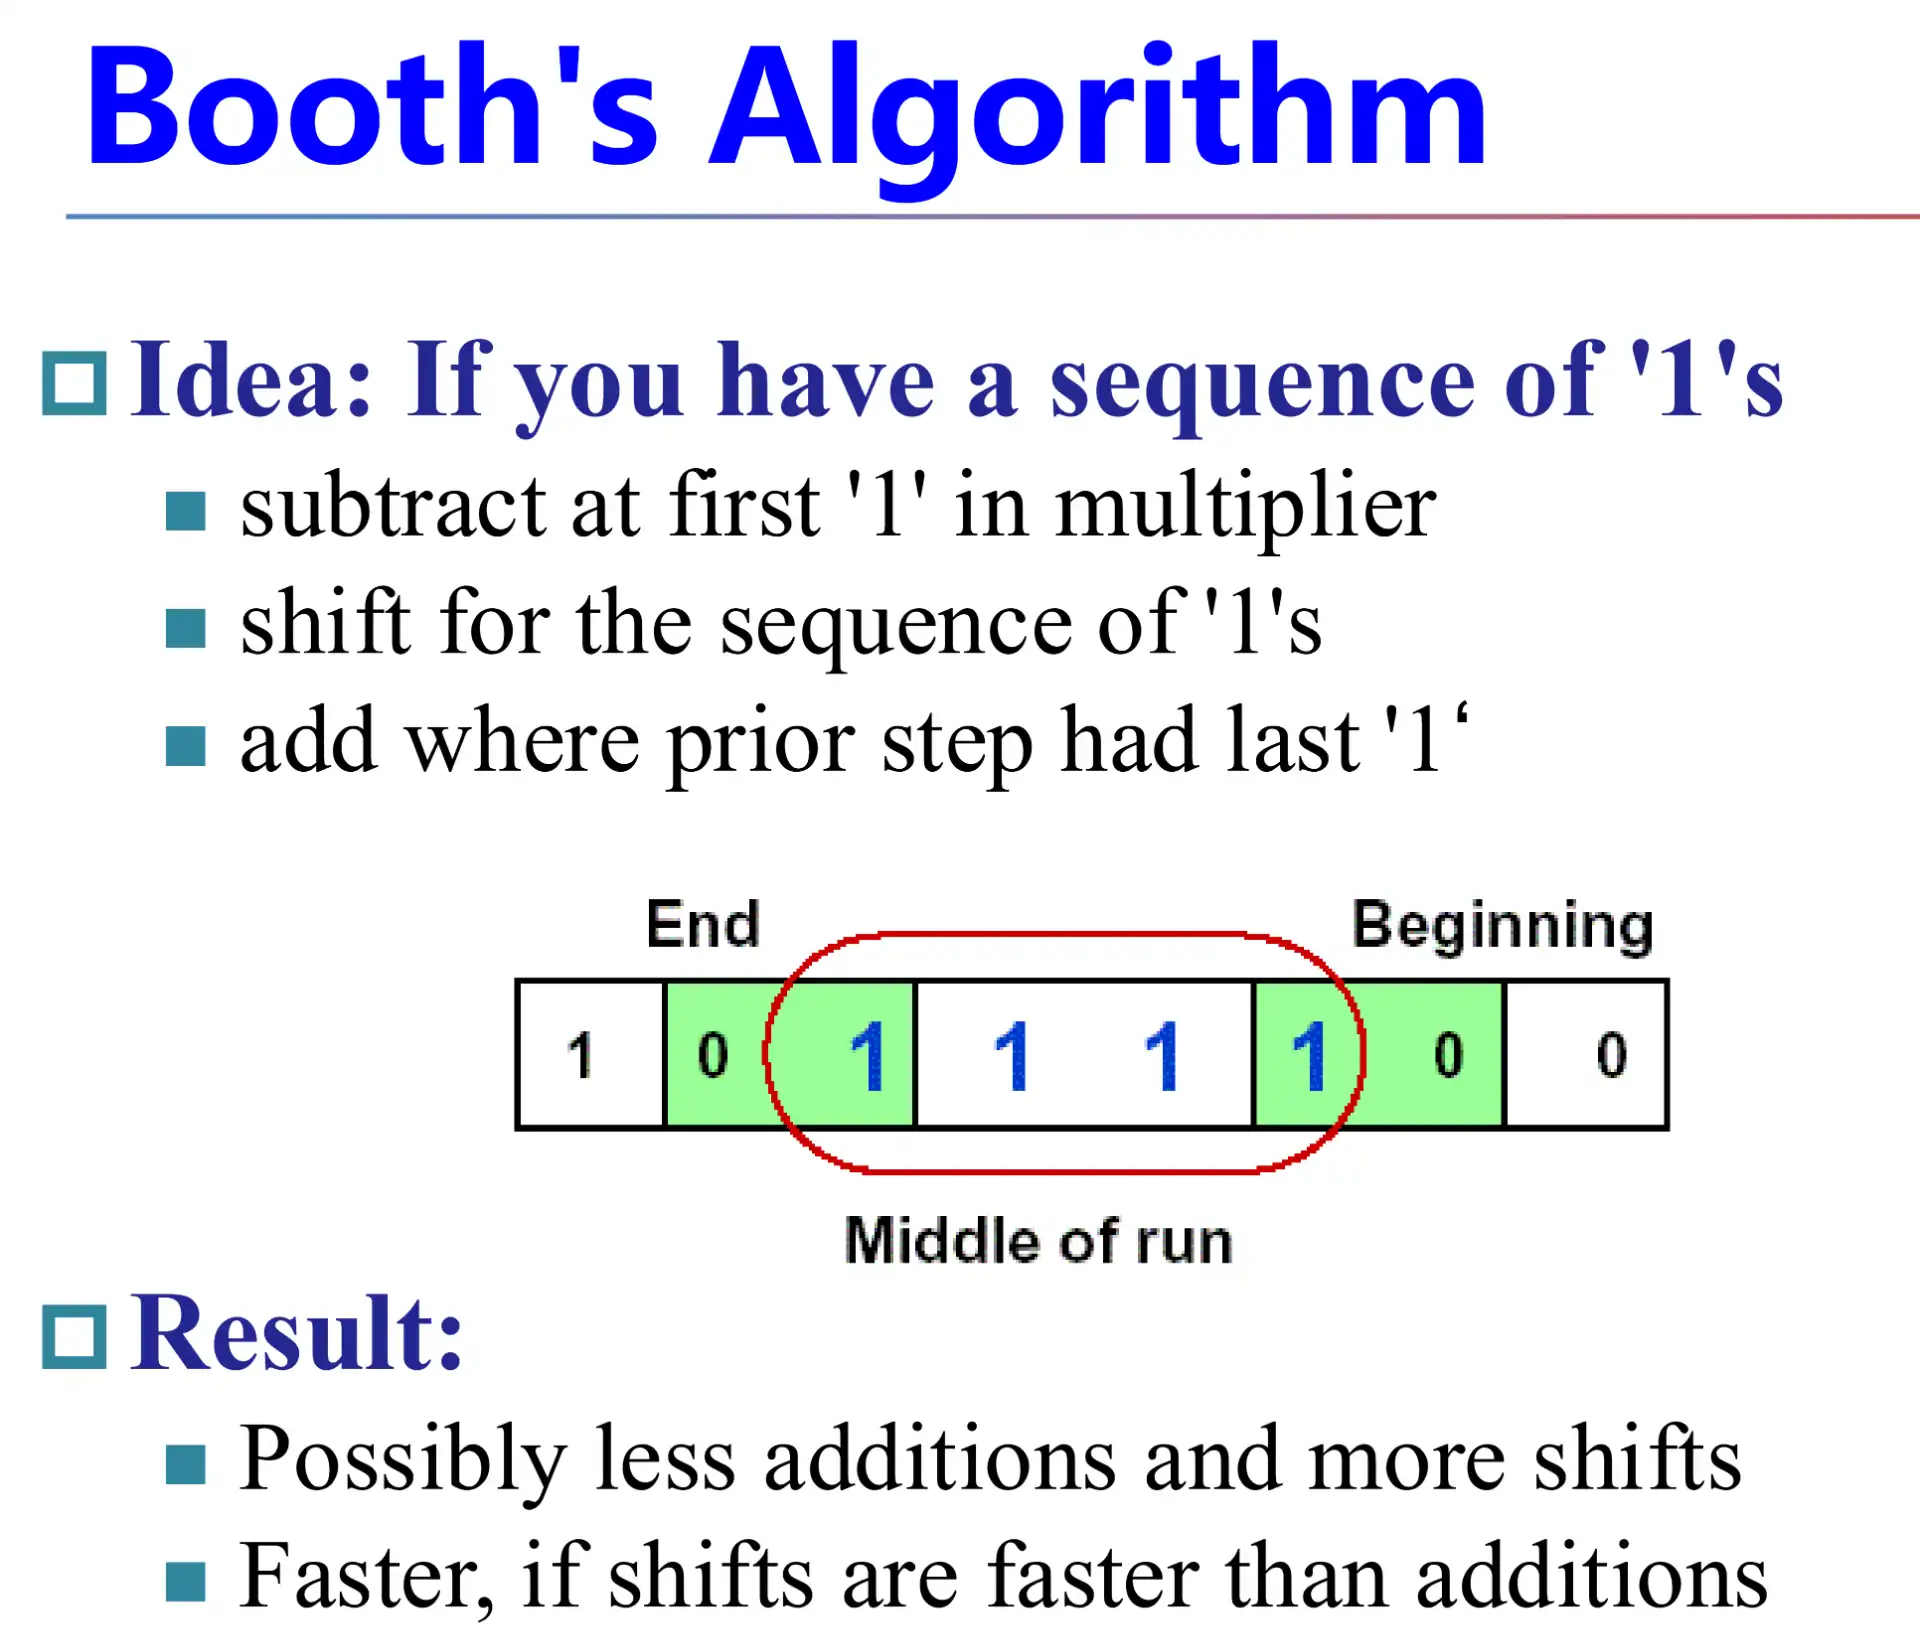 Booth's Algorithm
Idea: If you have a sequence of '1's
subtract at first '1' in multiplier
shift for the sequence of '1's
add where prior step had last '1‘
End Beginning
1 0 1 1 1 1 0 0
Middle of run
Result:
Possibly less additions and more shifts
Faster, if shifts are faster than additions